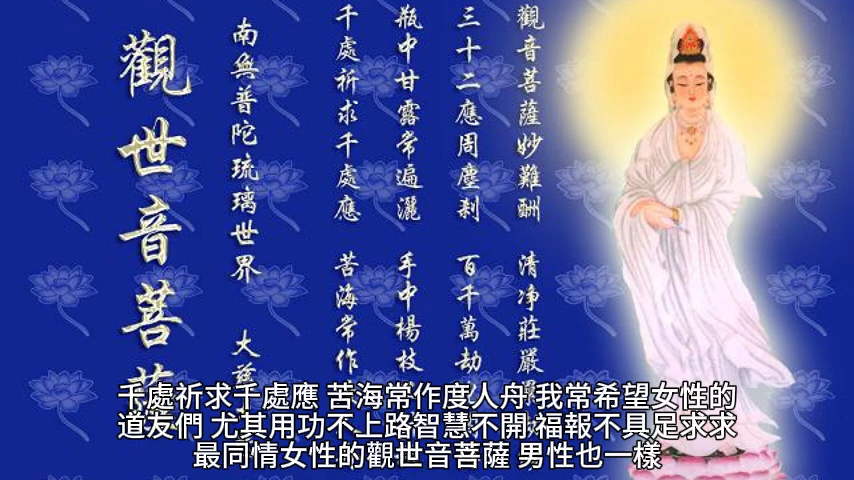 觀音菩薩妙難酬 清净莊嚴
三十二應周塵剎 百千萬劫
瓶中甘露常遍灑 手中楊枝
千處祈求千處應 苦海常作
南無普陀琉璃世界 大慈
觀世音菩薩
千處祈求千處應 苦海常作度人舟 我常希望女性的
道友們 尤其用功不上路智慧不開 福報不具足求求
最同情女性的觀世音菩薩 男性也一樣